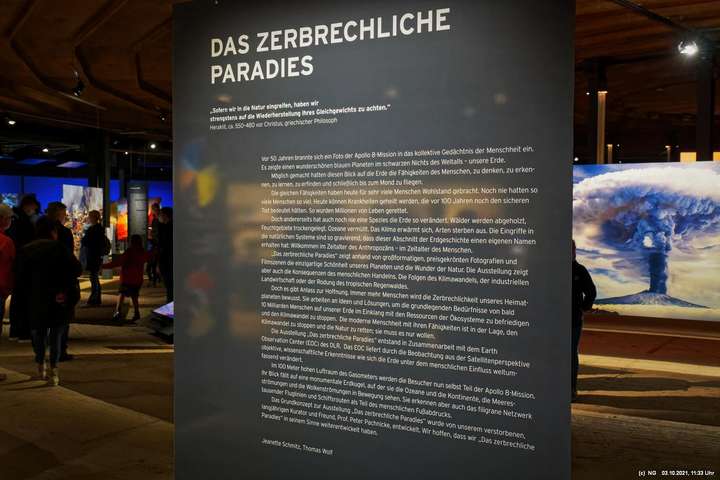 DAS ZERBRECHLICHE
PARADIES
„Sofern wir in die Natur eingreifen, haben wir
strengstens auf die Wiederherstellung ihres Gleichgewichts zu achten."
Heraklit, ca. 550-480 vor Christus, griechischer Philosoph
Vor 50 Jahren brannte sich ein Foto der Apollo 8-Mission in das kollektive Gedächtnis der Menschheit ein.
Es zeigte einen wunderschönen blauen Planeten im schwarzen Nichts des Weltalls – unsere Erde.
Möglich gemacht hatten diesen Blick auf die Erde die Fähigkeiten des Menschen, zu denken, zu erken-
nen, zu lernen, zu erfinden und schließlich bis zum Mond zu fliegen.
Die gleichen Fähigkeiten haben heute für sehr viele Menschen Wohlstand gebracht. Noch nie hatten so
viele Menschen so viel. Heute können Krankheiten geheilt werden, die vor 100 Jahren noch den sicheren
Tod bedeutet hätten. So wurden Millionen von Leben gerettet.
Doch andererseits hat auch noch nie eine Spezies die Erde so verändert. Wälder werden abgeholzt,
Feuchtgebiete trockengelegt. Ozeane vermüllt. Das Klima erwärmt sich, Arten sterben aus. Die Eingriffe in
die natürlichen Systeme sind so gravierend, dass dieser Abschnitt der Erdgeschichte einen eigenen Namen
erhalten hat: Willkommen im Zeitalter des Anthropozäns – im Zeitalter des Menschen.
„Das zerbrechliche Paradies" zeigt anhand von großformatigen, preisgekrönten Fotografien und
Filmszenen die einzigartige Schönheit unseres Planeten und die Wunder der Natur. Die Ausstellung zeigt
aber auch die Konsequenzen des menschlichen Handelns. Die Folgen des Klimawandels, der industriellen
Landwirtschaft oder der Rodung des tropischen Regenwaldes.
Doch es gibt Anlass zur Hoffnung. Immer mehr Menschen wird die Zerbrechlichkeit unseres Heimat-
planeten bewusst. Sie arbeiten an Ideen und Lösungen, um die grundlegenden Bedürfnisse von bald
10 Milliarden Menschen auf unserer Erde im Einklang mit den Ressourcen der Ökosysteme zu befriedigen
und den Klimawandel zu stoppen. Die moderne Menschheit mit ihren Fähigkeiten ist in der Lage, den
Klimawandel zu stoppen und die Natur zu retten; sie muss es nur wollen.
Die Ausstellung „Das zerbrechliche Paradies" entstand in Zusammenarbeit mit dem Earth
Observation Center (EOC) des DLR. Das EOC liefert durch die Beobachtung aus der Satellitenperspektive
objektive, wissenschaftliche Erkenntnisse wie sich die Erde unter dem menschlichen Einfluss weltum-
fassend verändert.
Im 100 Meter hohen Luftraum des Gasometers werden die Besucher nun selbst Teil der Apollo 8-Mission.
Ihr Blick fällt auf eine monumentale Erdkugel, auf der sie die Ozeane und die Kontinente, die Meeres-
strömungen und die Wolkenströmungen in Bewegung sehen. Sie erkennen aber auch das filigrane Netzwerk
tausender Fluglinien und Schiffsrouten als Teil des menschlichen Fußabdrucks.
Das Grundkonzept zur Ausstellung „Das zerbrechliche Paradies" wurde von unserem verstorbenen,
langjährigen Kurator und Freund, Prof. Peter Pachnicke, entwickelt. Wir hoffen, dass wir „Das zerbrechliche
Paradies" in seinem Sinne weiterentwickelt haben.
Jeanette Schmitz, Thomas Wolf
(c) NG 03.10.2021, 11:33 Uhr